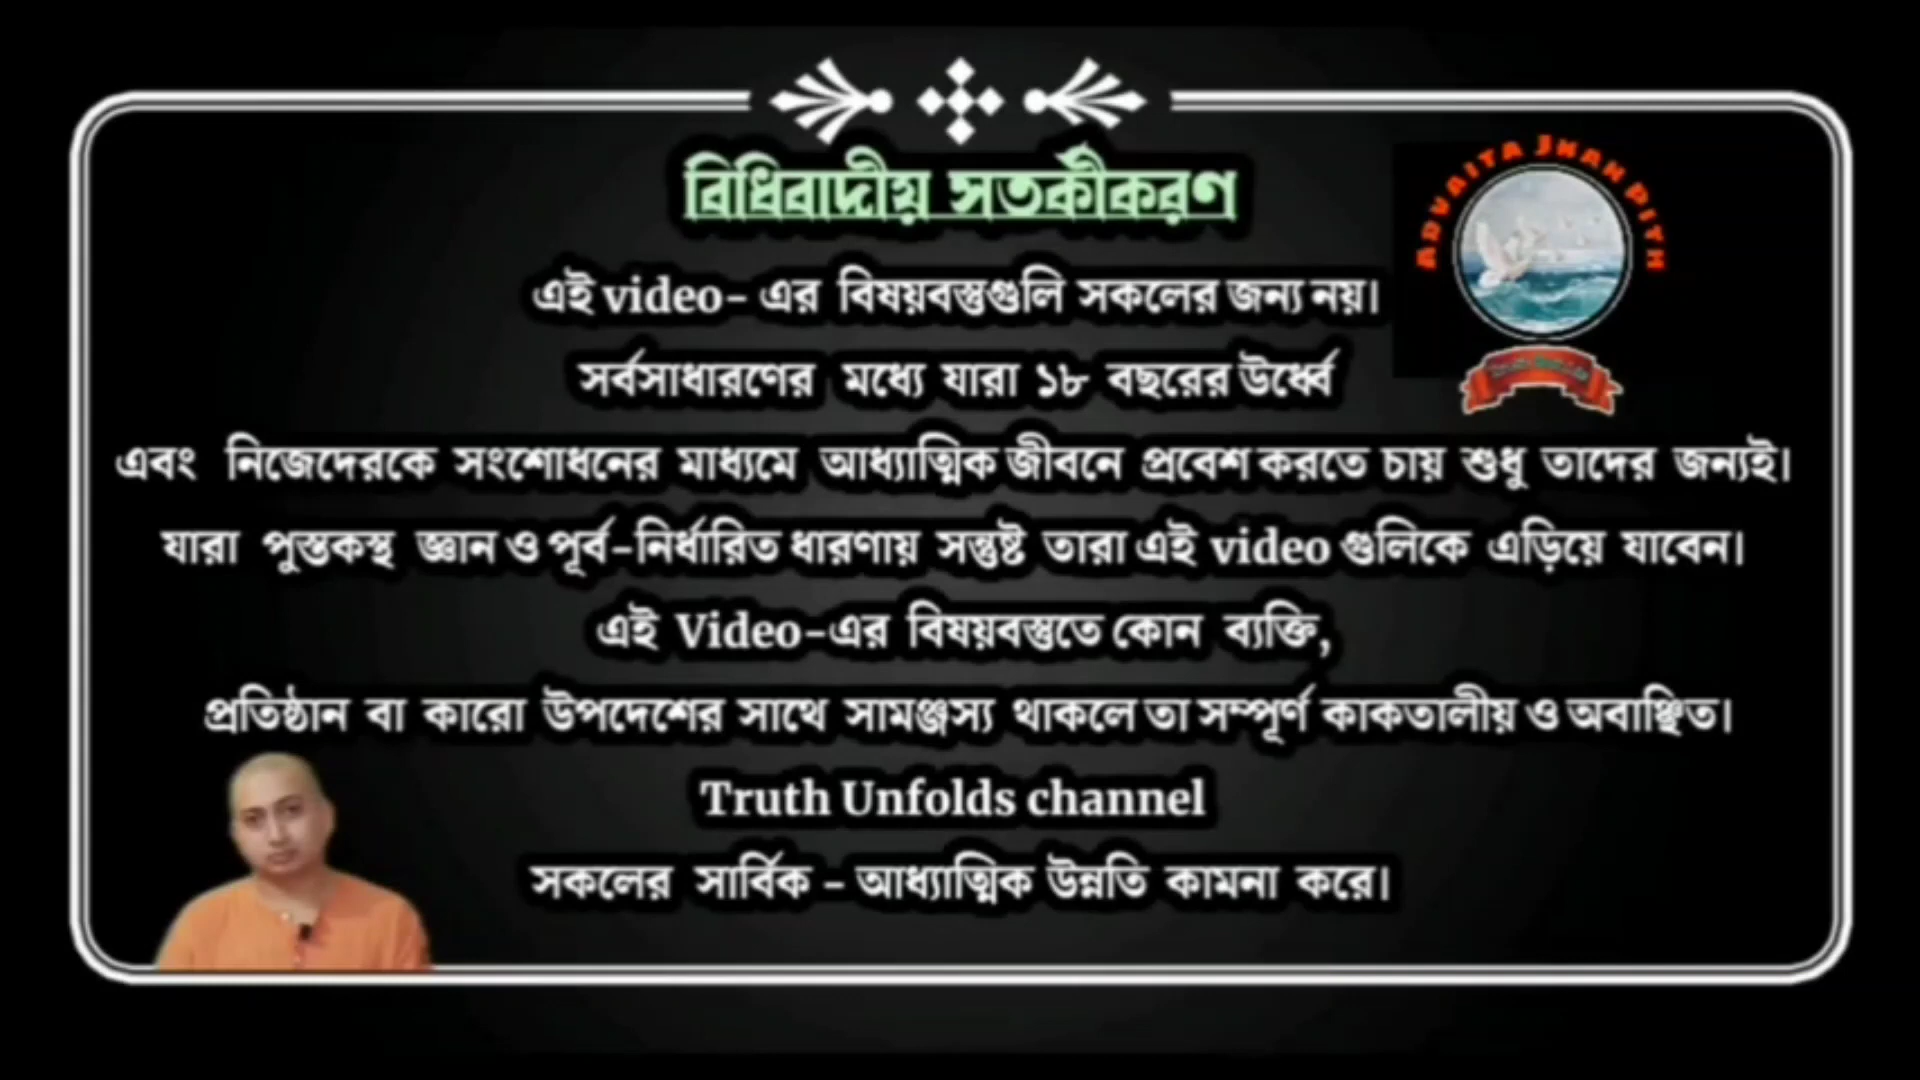 বিধিবাদীয় সতর্কীকরণ
ADVAITA JNAN PITH
এই video- এর বিষয়বস্তুগুলি সকলের জন্য নয়।
সর্বসাধারণের মধ্যে যারা ১৮ বছরের উর্ধ্বে
এবং নিজেদেরকে সংশোধনের মাধ্যমে আধ্যাত্মিক জীবনে প্রবেশ করতে চায় শুধু তাদের জন্যই।
যারা পুস্তকস্থ জ্ঞান ও পূর্ব-নির্ধারিত ধারণায় সন্তুষ্ট তারা এই video গুলিকে এড়িয়ে যাবেন।
এই Video-এর বিষয়বস্তুতে কোন ব্যক্তি,
প্রতিষ্ঠান বা কারো উপদেশের সাথে সামঞ্জস্য থাকলে তা সম্পূর্ণ কাকতালীয় ও অবাঞ্ছিত।
Truth Unfolds channel
সকলের সার্বিক - আধ্যাত্মিক উন্নতি কামনা করে।